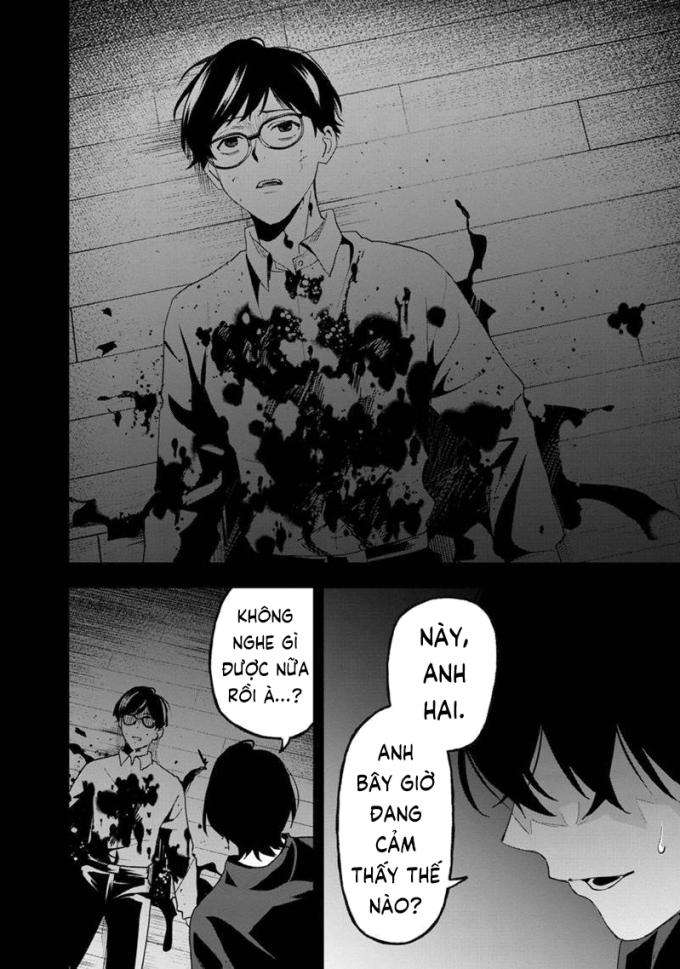 NÀY,
ANH
HAI.
ANH
BÂY GIỜ
ĐANG
CẢM
THẤY THẾ
NÀO?
KHÔNG
NGHE GÌ
ĐƯỢC NỮA
RỒI À...?